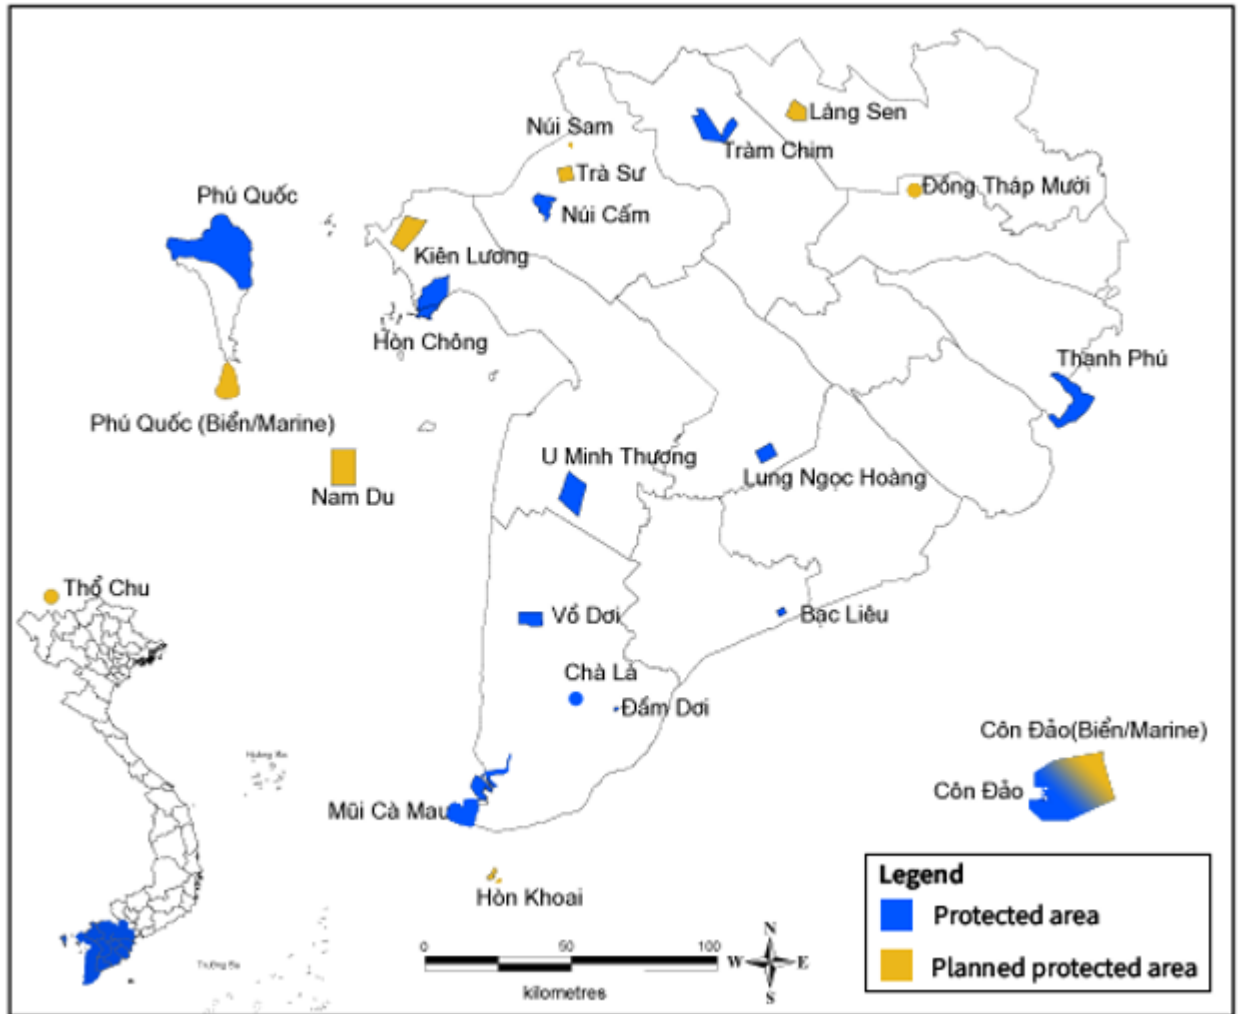 Láng Sen
Núi Sam
Tràm Chim
Trà Sư
Đồng Tháp Mười
Phú Quốc
Núi Cấm
Kiên Lương
Hòn Chông
Thanh Phú
Phú Quốc (Biển/Marine)
U Minh Thượng
Lung Ngọc Hoàng
Nam Du
Thổ Chu
Vồ Dơi
Bạc Liêu
Chà Là
Đầm Dơi
Côn Đảo(Biển/Marine)
Côn Đảo
Mũi Cà Mau
Hòn Khoai
Legend
Protected area
Planned protected area
0 50 100
kilometres
N
W E
S